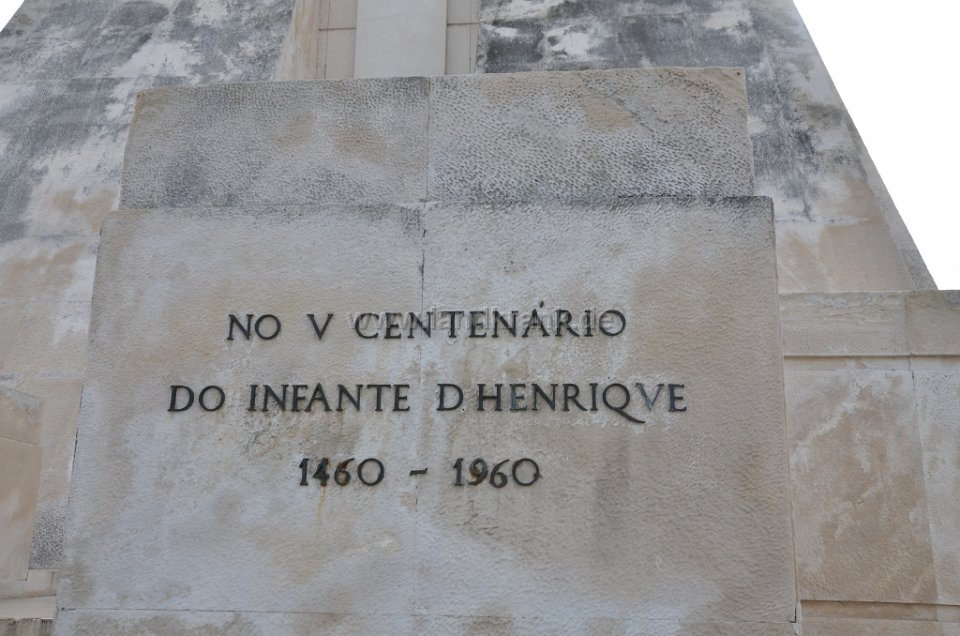 NO V CENTENÁRIO
DO INFANTE D HENRIQVE
1460 - 1960